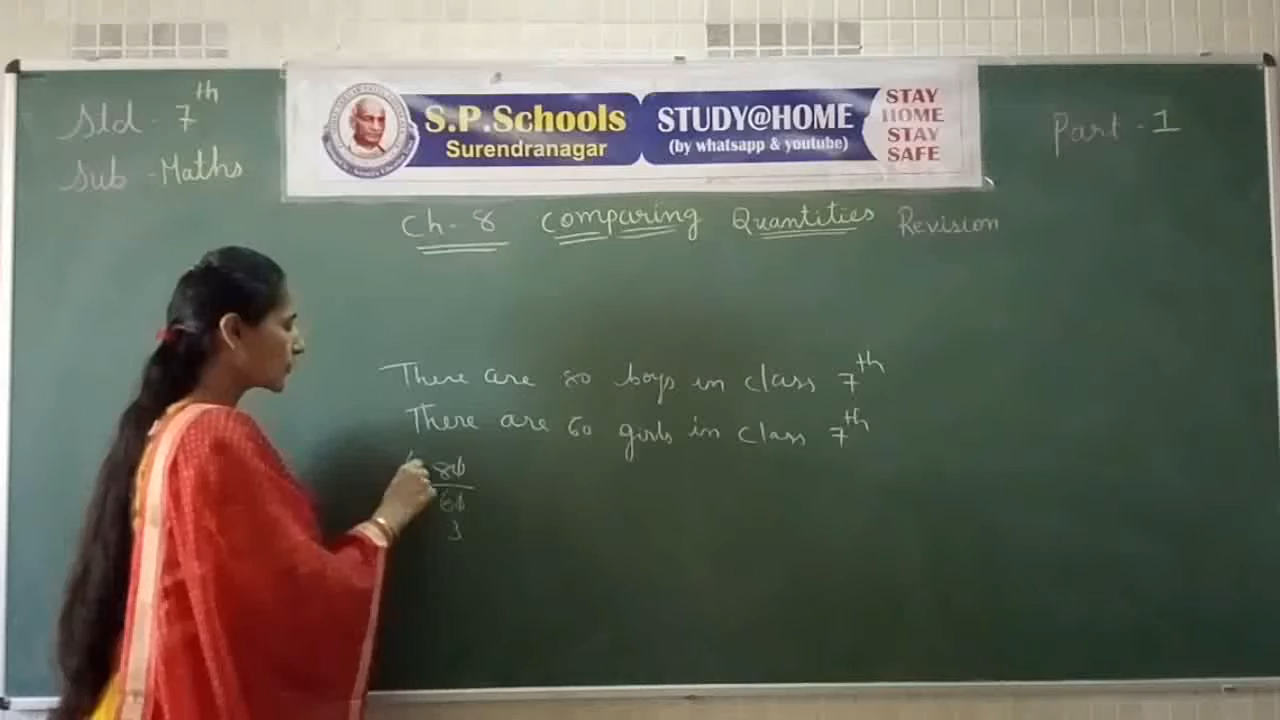 Std - 7th
Sub - Maths
S.P.Schools
Surendranagar
STUDY@HOME
(by whatsapp & youtube)
STAY
HOME
STAY
SAFE
Part - 1
Ch - 8 Comparing Quantities Revision
There are 80 boys in class 7th
There are 60 girls in class 7th
80
60
3